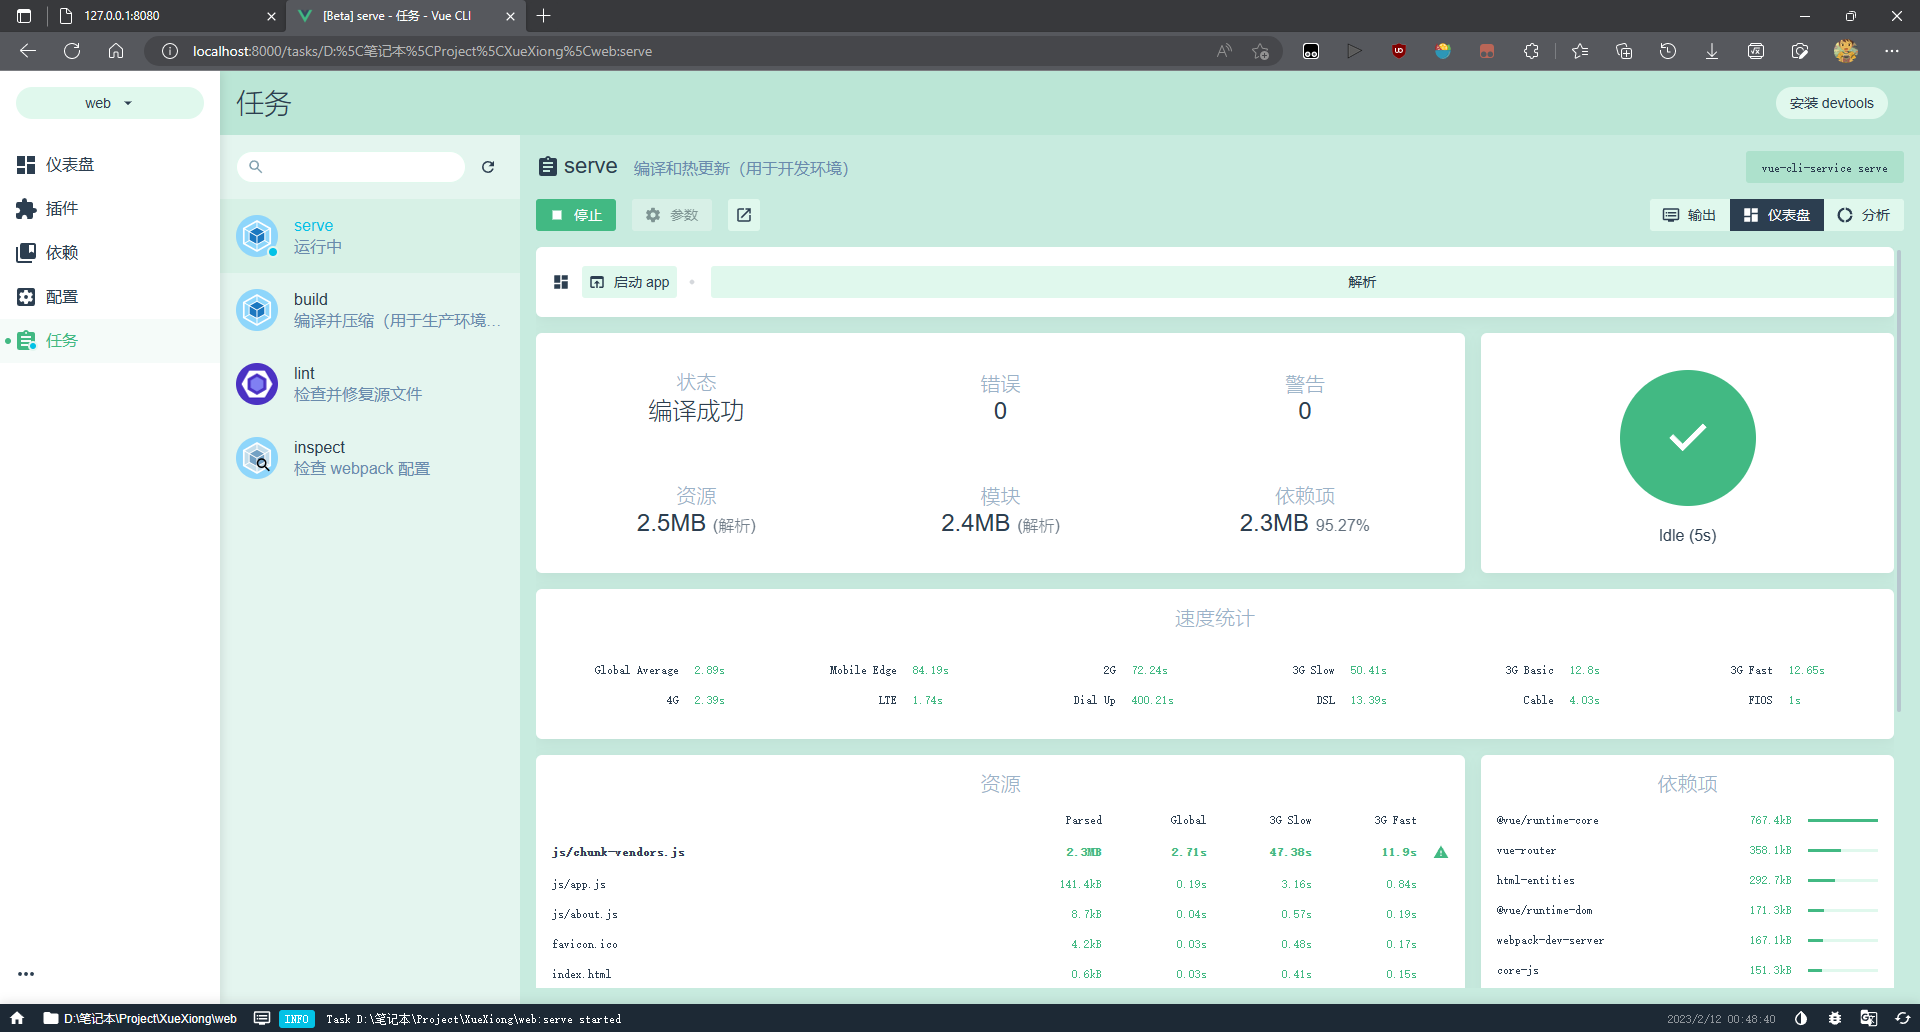 127.0.0.1:8080
[Beta] serve - 任务 - Vue CLI
localhost:8000/tasks/D:%5C笔记本%5CProject%5CXueXiong%5Cweb:serve
web
任务
安装 devtools
仪表盘
插件
依赖
配置
任务
serve
运行中
build
编译并压缩（用于生产环境…
lint
检查并修复源文件
inspect
检查 webpack 配置
serve 编译和热更新（用于开发环境）
vue-cli-service serve
停止 参数
输出 仪表盘 分析
启动 app 解析
状态 错误 警告
编译成功 0 0
资源 模块 依赖项
2.5MB (解析) 2.4MB (解析) 2.3MB 95.27%
Idle (5s)
速度统计
Global Average 2.89s Mobile Edge 84.19s 2G 72.24s 3G Slow 50.41s 3G Basic 12.8s 3G Fast 12.65s
4G 2.39s LTE 1.74s Dial Up 400.21s DSL 13.39s Cable 4.03s FIOS 1s
资源
Parsed Global 3G Slow 3G Fast
js/chunk-vendors.js 2.3MB 2.71s 47.38s 11.9s
js/app.js 141.4kB 0.19s 3.16s 0.84s
js/about.js 8.7kB 0.04s 0.57s 0.19s
favicon.ico 4.2kB 0.03s 0.48s 0.17s
index.html 0.6kB 0.03s 0.41s 0.15s
依赖项
@vue/runtime-core 767.4kB
vue-router 358.1kB
html-entities 292.7kB
@vue/runtime-dom 171.3kB
webpack-dev-server 167.1kB
core-js 151.3kB
D:\笔记本\Project\XueXiong\web
INFO Task D:\笔记本\Project\XueXiong\web:serve started
2023/2/12 00:48:40